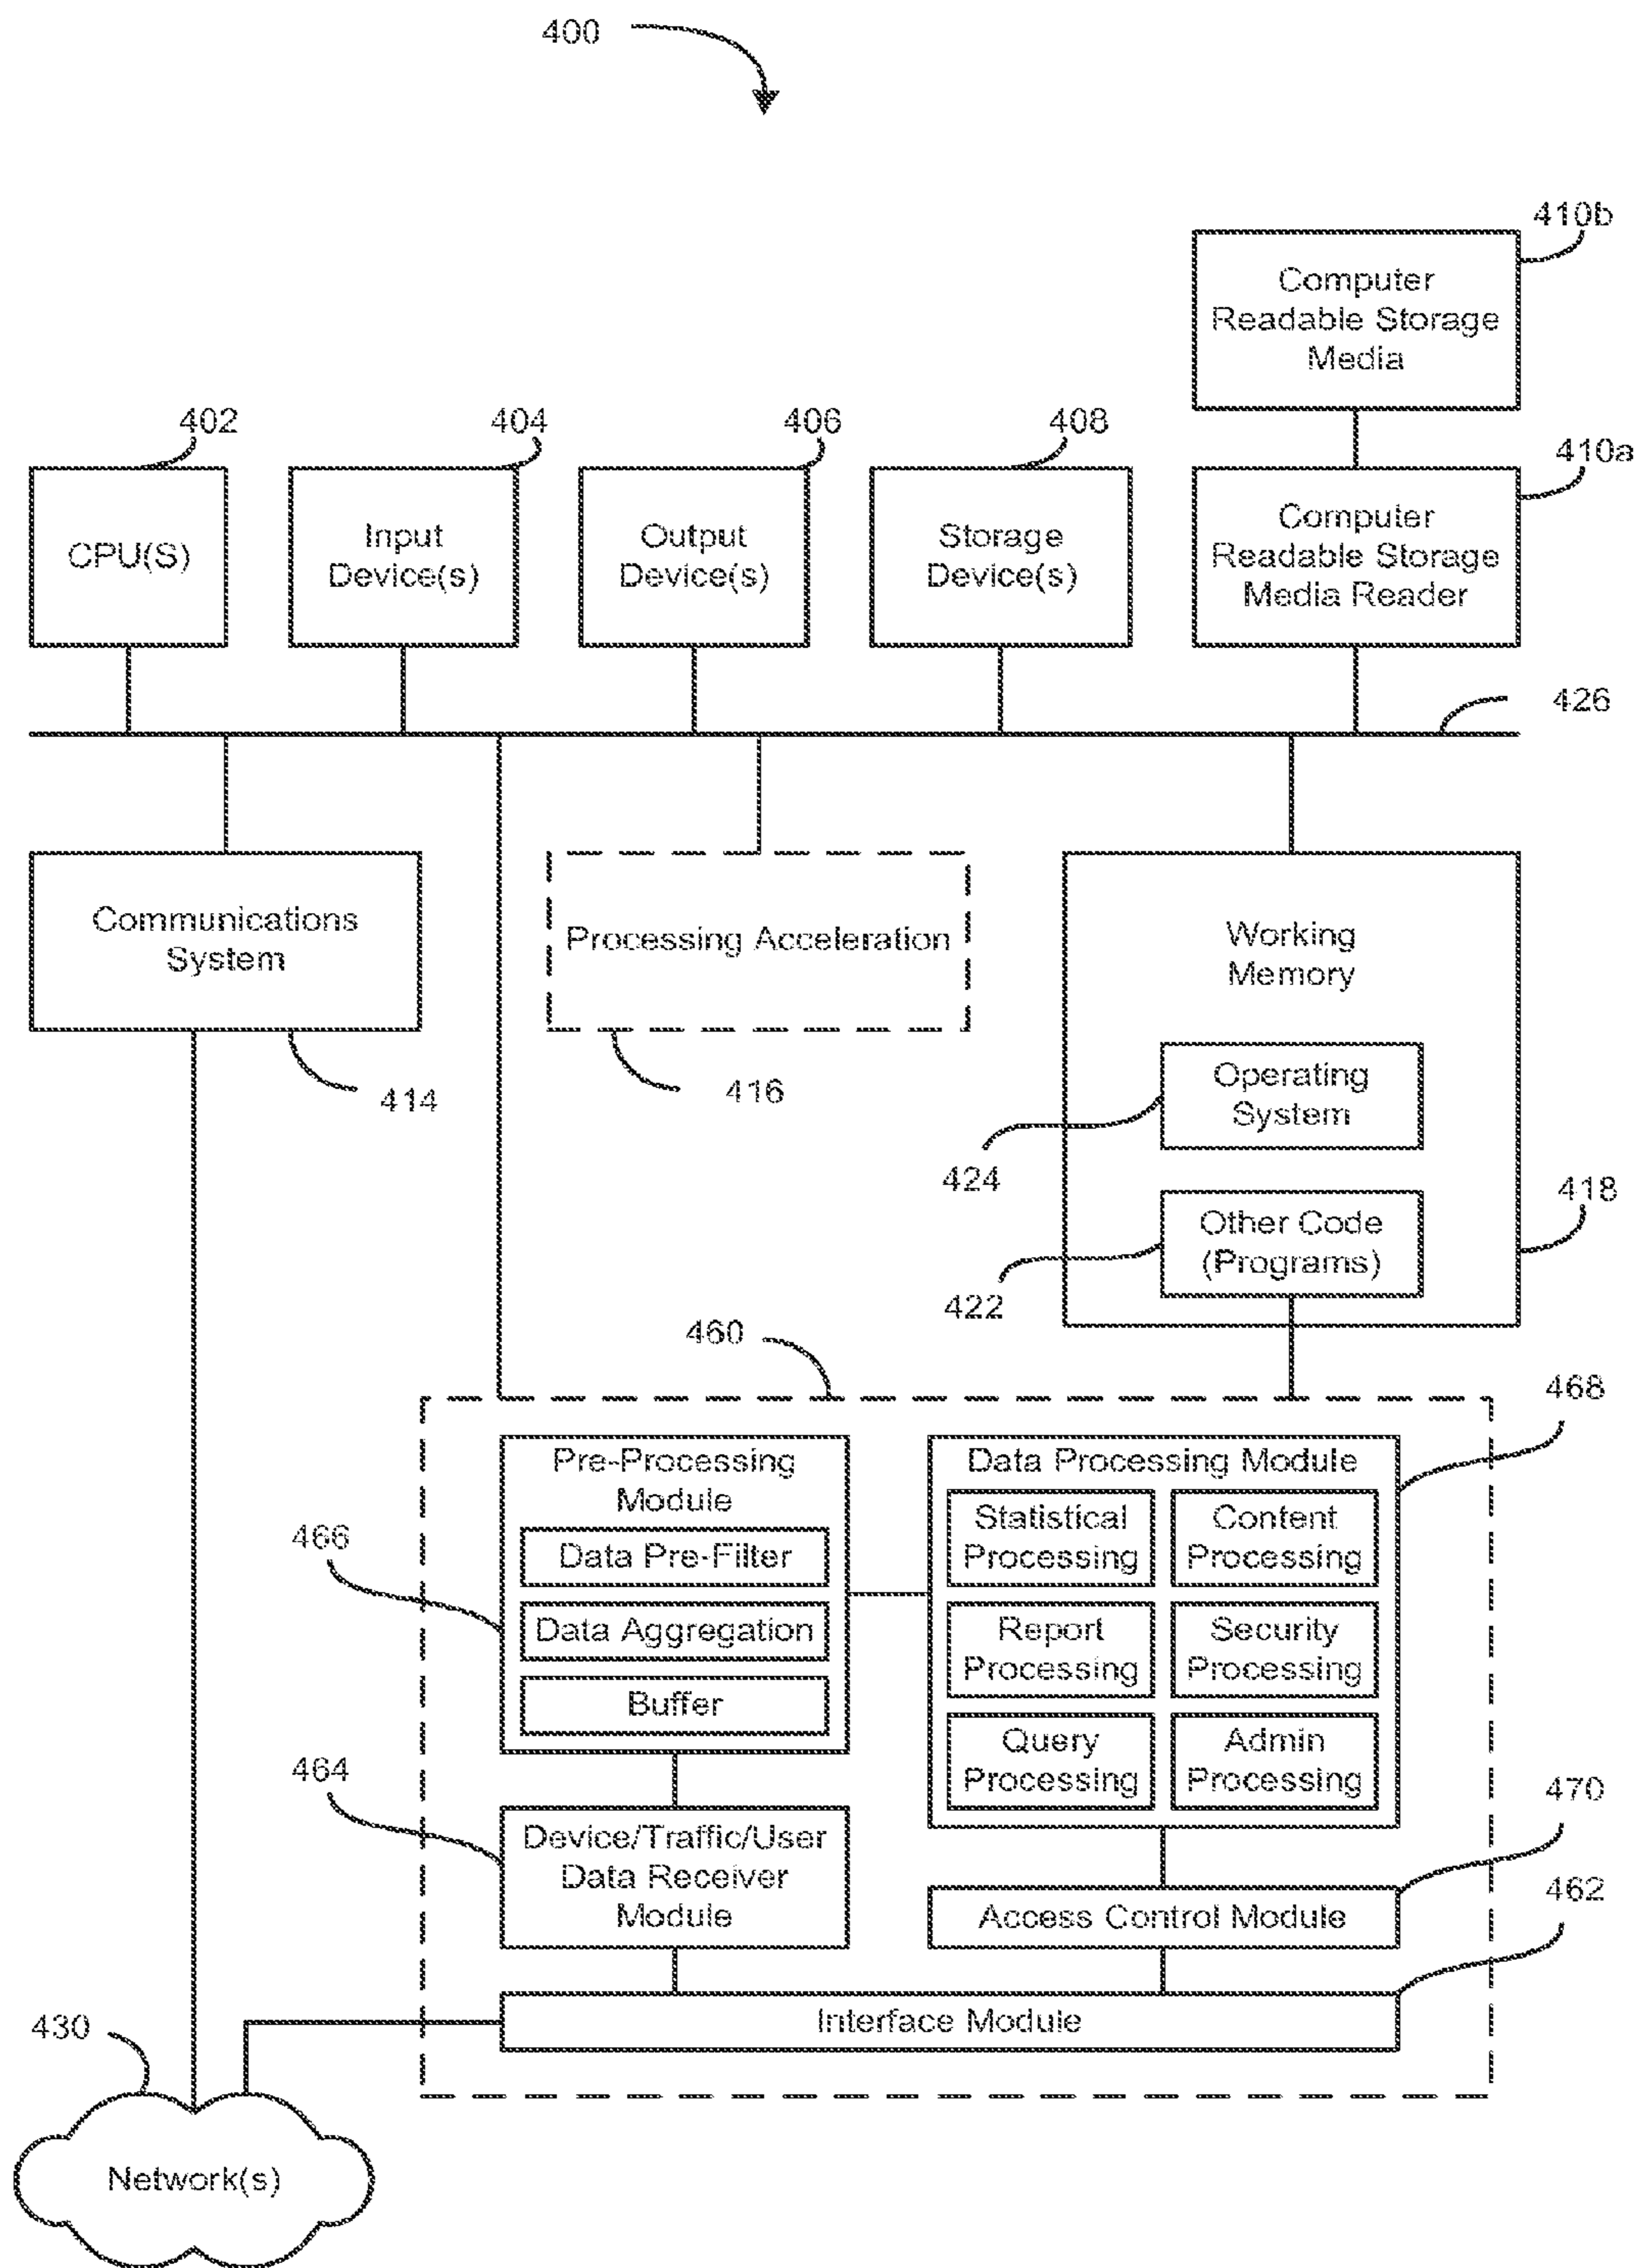 400
410b
Computer
Readable Storage
Media
402
404
406
408
410a
CPU(S)
Input
Device(s)
Output
Device(s)
Storage
Device(s)
Computer
Readable Storage
Media Reader
426
Communications
System
Processing Acceleration
Working
Memory
414
416
Operating
System
424
418
Other Code
(Programs)
422
460
468
Pre-Processing
Module
466
Data Pre-Filter
Data Aggregation
Buffer
Data Processing Module
Statistical
Processing
Content
Processing
Report
Processing
Security
Processing
Query
Processing
Admin
Processing
464
Device/Traffic/User
Data Receiver
Module
470
Access Control Module
462
Interface Module
430
Network(s)